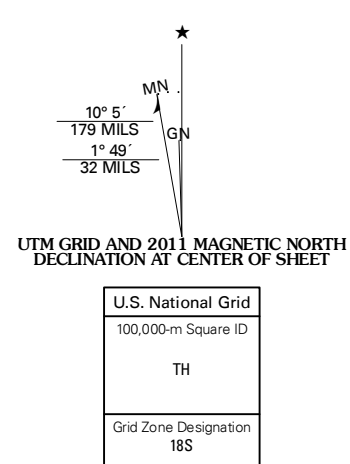 ★
MN
10° 5´
179 MILS
GN
1° 49´
32 MILS
UTM GRID AND 2011 MAGNETIC NORTH
DECLINATION AT CENTER OF SHEET
U.S. National Grid
100,000-m Square ID
TH
Grid Zone Designation
18S